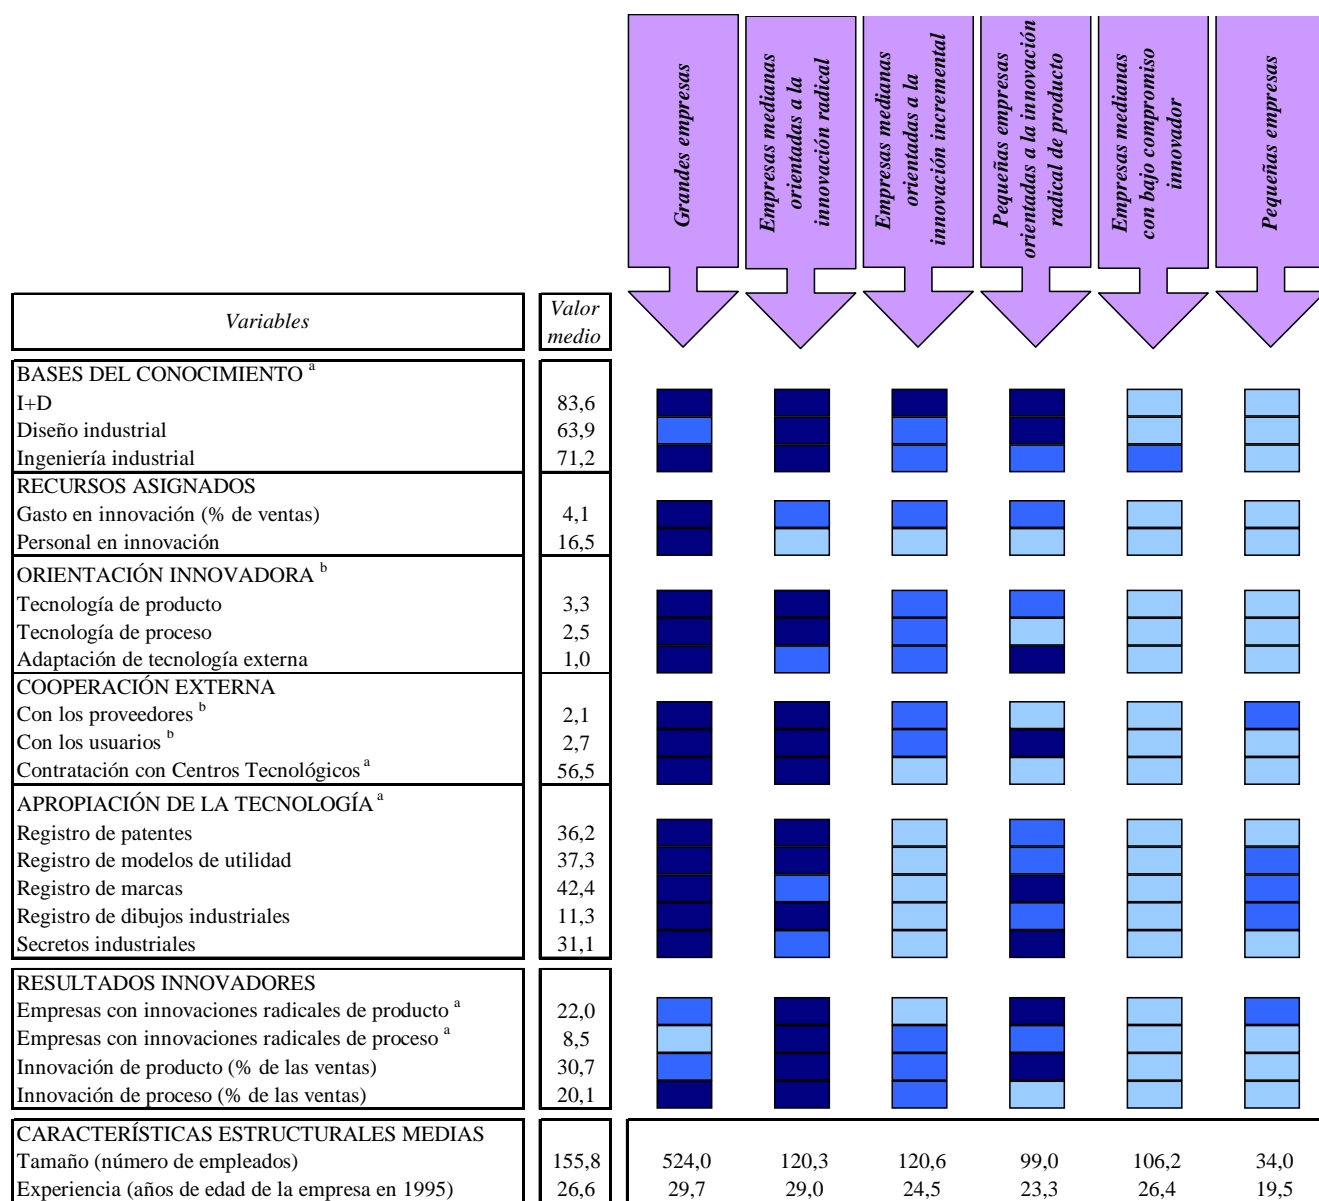 Grandes empresas
Empresas medianas
orientadas a la
innovación radical
Empresas medianas
orientadas a la
innovación incremental
Pequeñas empresas
orientadas a la innovación
radical de producto
Empresas medianas
con bajo compromiso
innovador
Pequeñas empresas
Variables
Valor
medio
BASES DEL CONOCIMIENTO a
I+D 83,6
Diseño industrial 63,9
Ingeniería industrial 71,2
RECURSOS ASIGNADOS
Gasto en innovación (% de ventas) 4,1
Personal en innovación 16,5
ORIENTACIÓN INNOVADORA b
Tecnología de producto 3,3
Tecnología de proceso 2,5
Adaptación de tecnología externa 1,0
COOPERACIÓN EXTERNA
Con los proveedores b 2,1
Con los usuarios b 2,7
Contratación con Centros Tecnológicos a 56,5
APROPIACIÓN DE LA TECNOLOGÍA a
Registro de patentes 36,2
Registro de modelos de utilidad 37,3
Registro de marcas 42,4
Registro de dibujos industriales 11,3
Secretos industriales 31,1
RESULTADOS INNOVADORES
Empresas con innovaciones radicales de producto a 22,0
Empresas con innovaciones radicales de proceso a 8,5
Innovación de producto (% de las ventas) 30,7
Innovación de proceso (% de las ventas) 20,1
CARACTERÍSTICAS ESTRUCTURALES MEDIAS
Tamaño (número de empleados) 155,8 524,0 120,3 120,6 99,0 106,2 34,0
Experiencia (años de edad de la empresa en 1995) 26,6 29,7 29,0 24,5 23,3 26,4 19,5